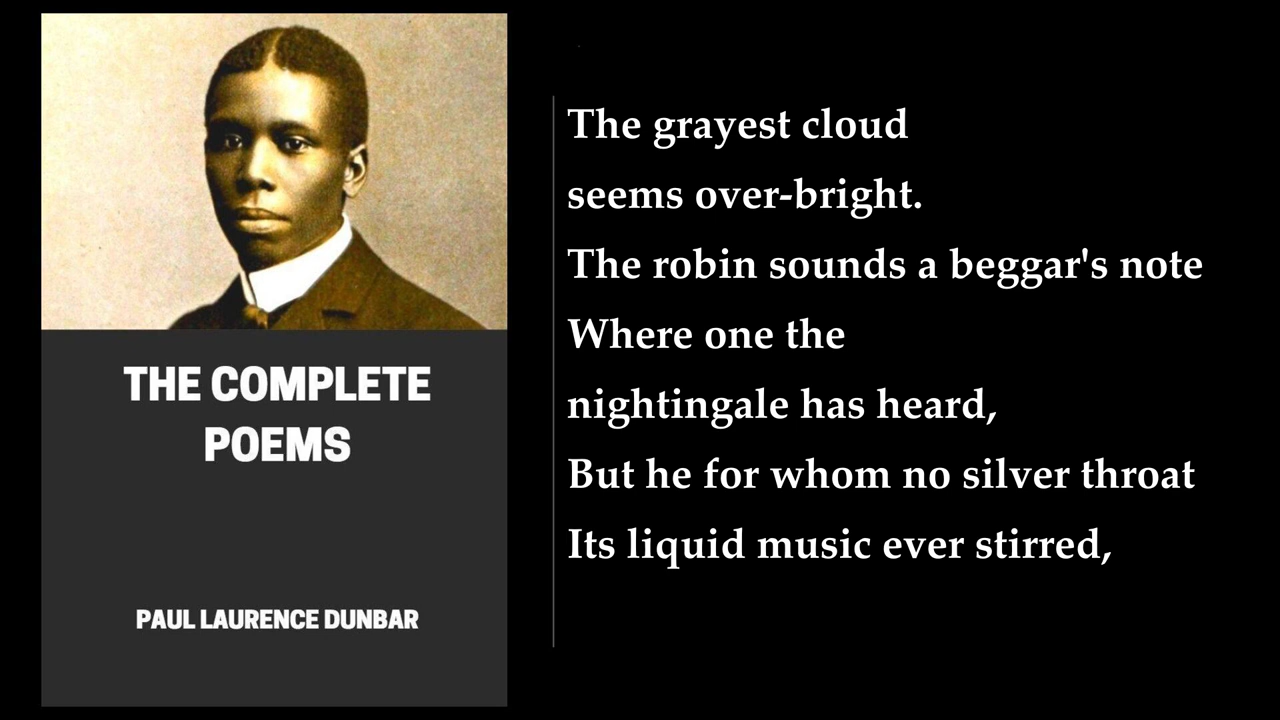 THE COMPLETE
POEMS
PAUL LAURENCE DUNBAR
The grayest cloud
seems over-bright.
The robin sounds a beggar's note
Where one the
nightingale has heard,
But he for whom no silver throat
Its liquid music ever stirred,